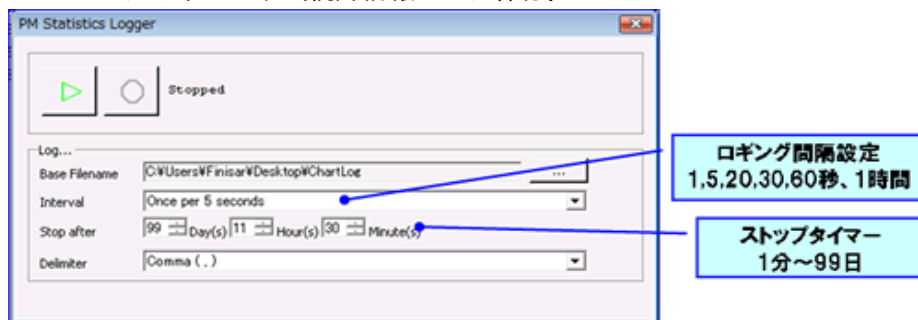 PM Statistics Logger
Stopped
Log...
Base Filename C:¥Users¥Finisar¥Desktop¥ChartLog ...
Interval Once per 5 seconds
Stop after 99 Day(s) 11 Hour(s) 30 Minute(s)
Delimiter Comma ( , )
ロギング間隔設定
1,5,20,30,60秒、1時間
ストップタイマー
1分～99日